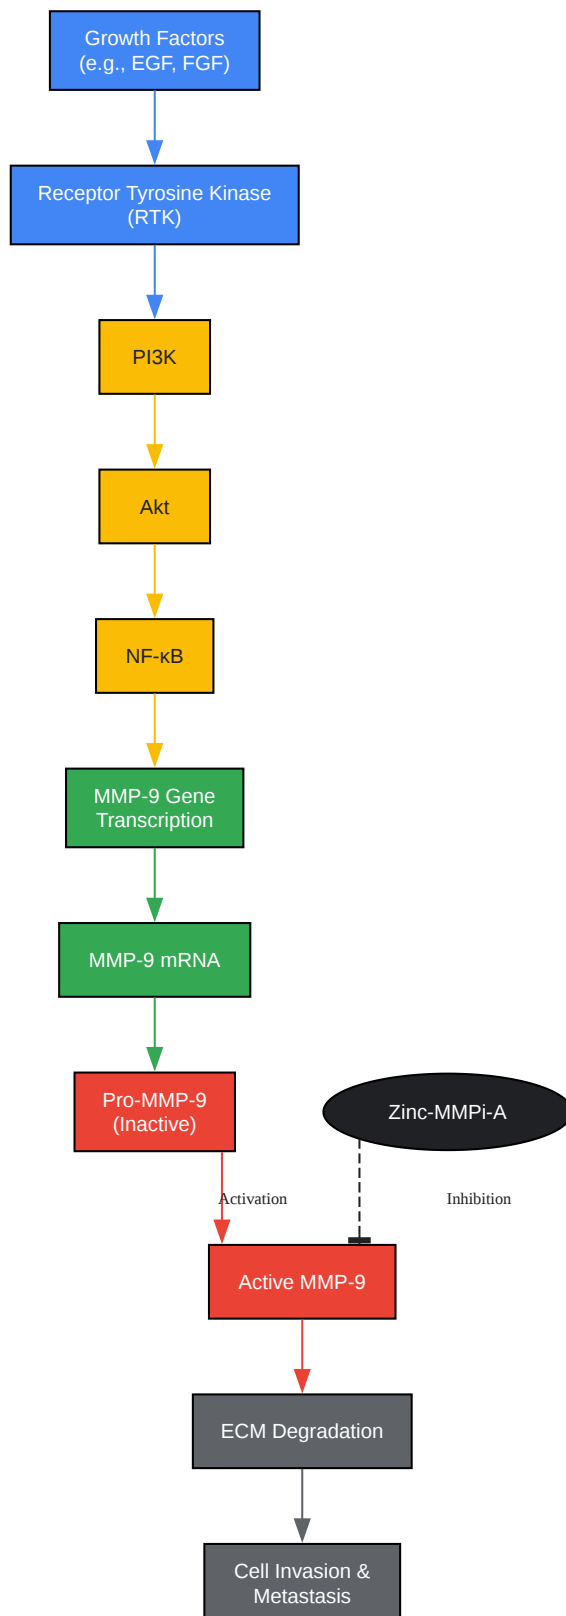 Growth Factors
(e.g., EGF, FGF)
Receptor Tyrosine Kinase
(RTK)
PI3K
Akt
NF-κB
MMP-9 Gene
Transcription
MMP-9 mRNA
Pro-MMP-9
(Inactive)
Zinc-MMPi-A
Activation
Inhibition
Active MMP-9
ECM Degradation
Cell Invasion &
Metastasis